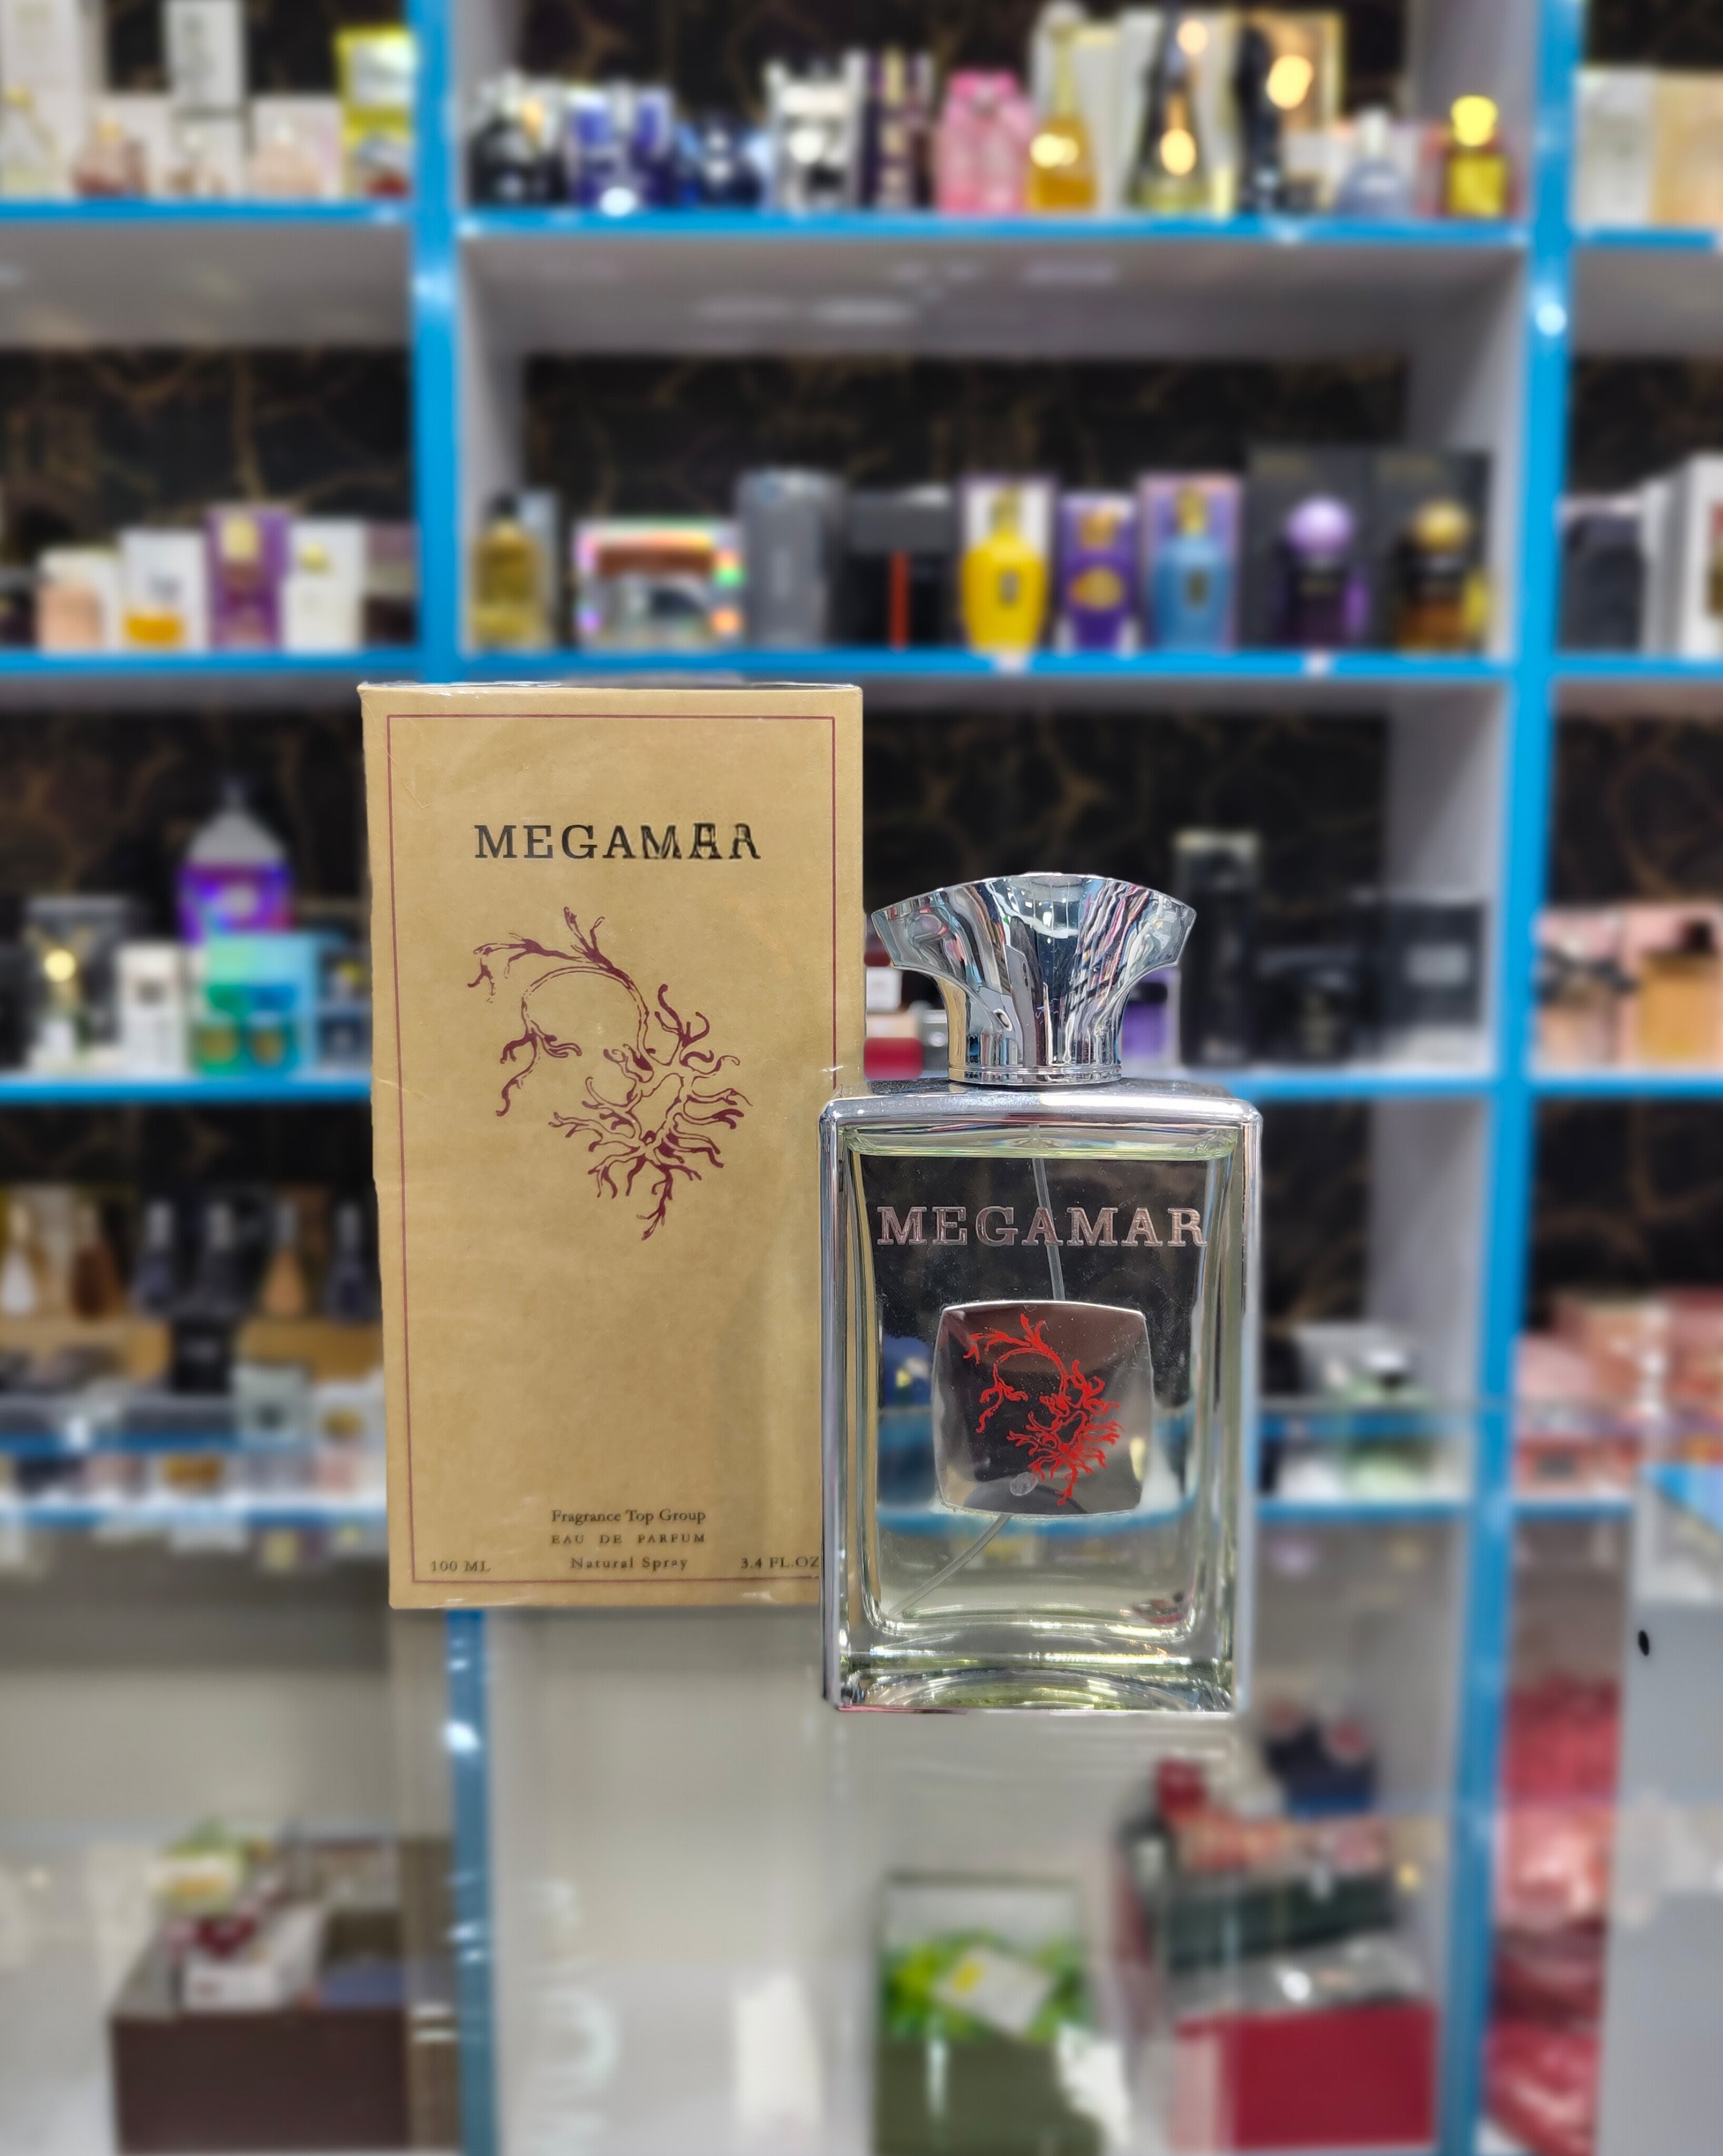 MEGAMAR
Fragrance Top Group
EAU DE PARFUM
100 ML Natural Spray 3.4 FL.OZ
MEGAMAR